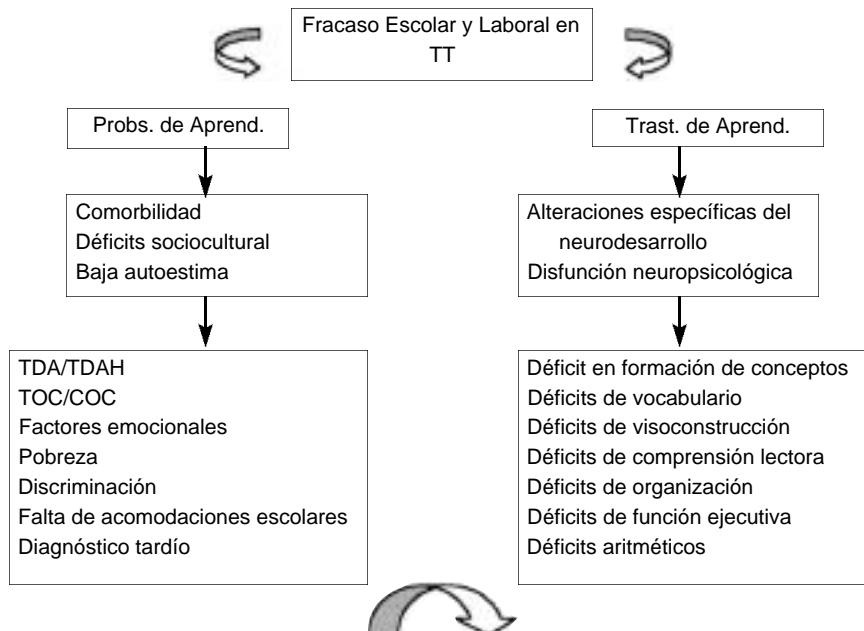 Fracaso Escolar y Laboral en
TT
Probs. de Aprend.
Trast. de Aprend.
Comorbilidad
Déficits sociocultural
Baja autoestima
Alteraciones específicas del
neurodesarrollo
Disfunción neuropsicológica
TDA/TDAH
TOC/COC
Factores emocionales
Pobreza
Discriminación
Falta de acomodaciones escolares
Diagnóstico tardío
Déficit en formación de conceptos
Déficits de vocabulario
Déficits de visoconstrucción
Déficits de comprensión lectora
Déficits de organización
Déficits de función ejecutiva
Déficits aritméticos